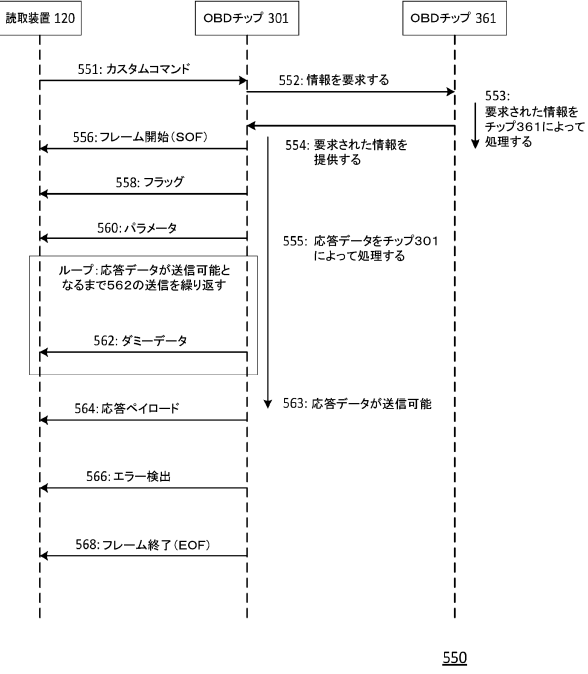 読取装置 120
OBDチップ 301
OBDチップ 361
551: カスタムコマンド
552: 情報を要求する
553:
要求された情報を
チップ361によって
処理する
554: 要求された情報を
提供する
556: フレーム開始(SOF)
558: フラッグ
560: パラメータ
555: 応答データをチップ301
によって処理する
ループ:応答データが送信可能と
なるまで562の送信を繰り返す
562: ダミーデータ
563: 応答データが送信可能
564: 応答ペイロード
566: エラー検出
568: フレーム終了(EOF)
550